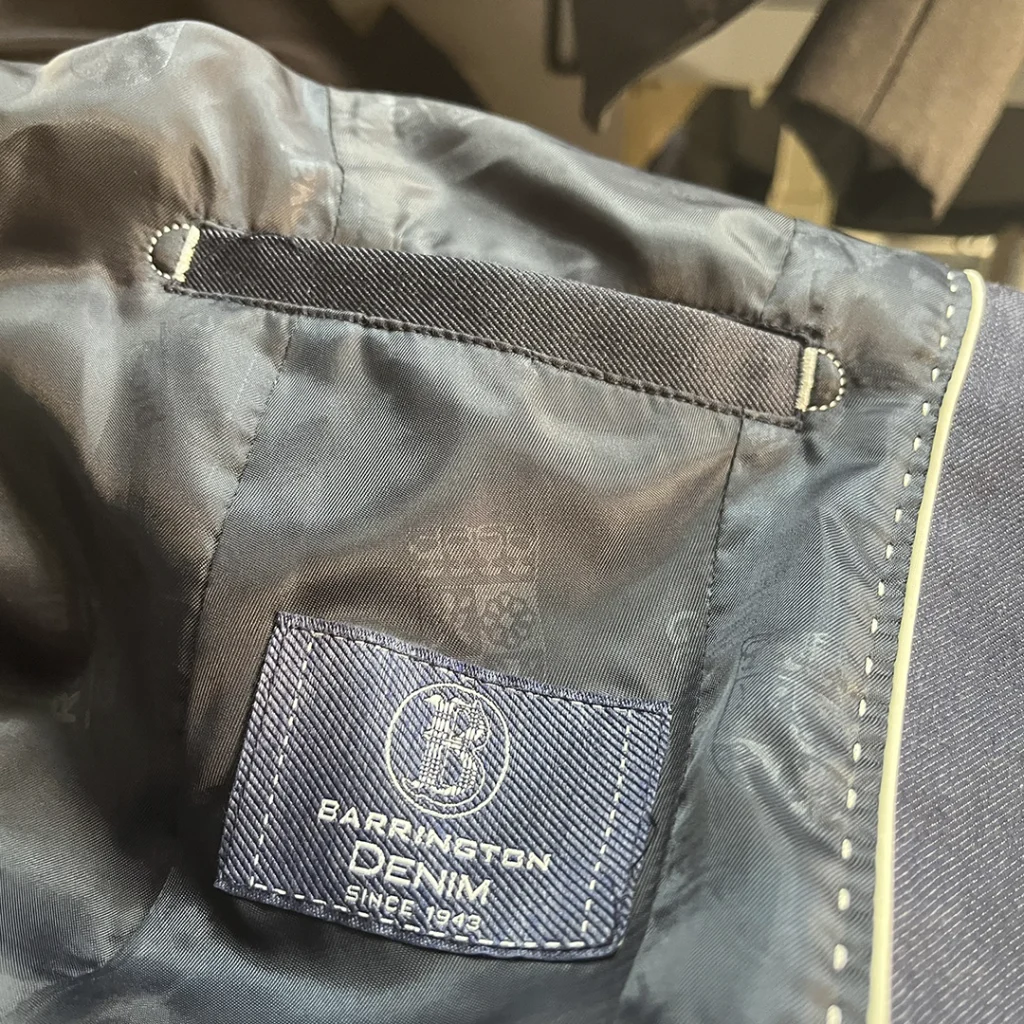 B
BARRINGTON
DENIM
SINCE 1943